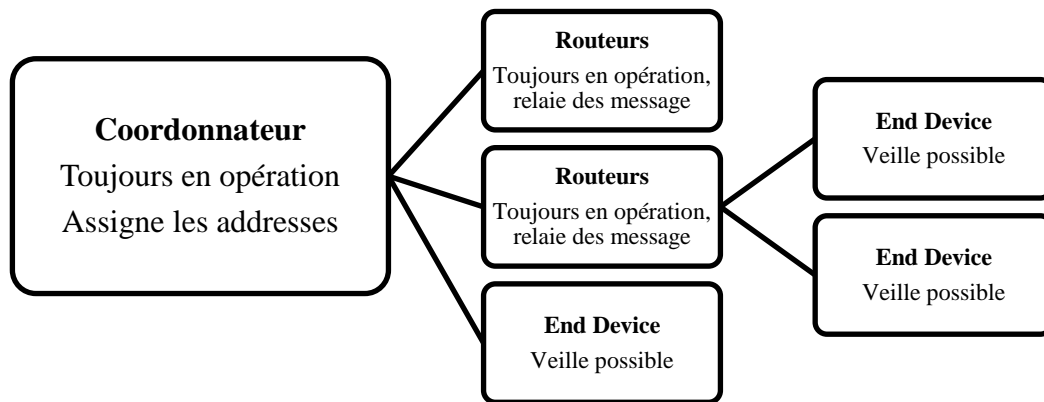 Coordonnateur
Toujours en opération
Assigne les addresses
Routeurs
Toujours en opération,
relaie des message
Routeurs
Toujours en opération,
relaie des message
End Device
Veille possible
End Device
Veille possible
End Device
Veille possible